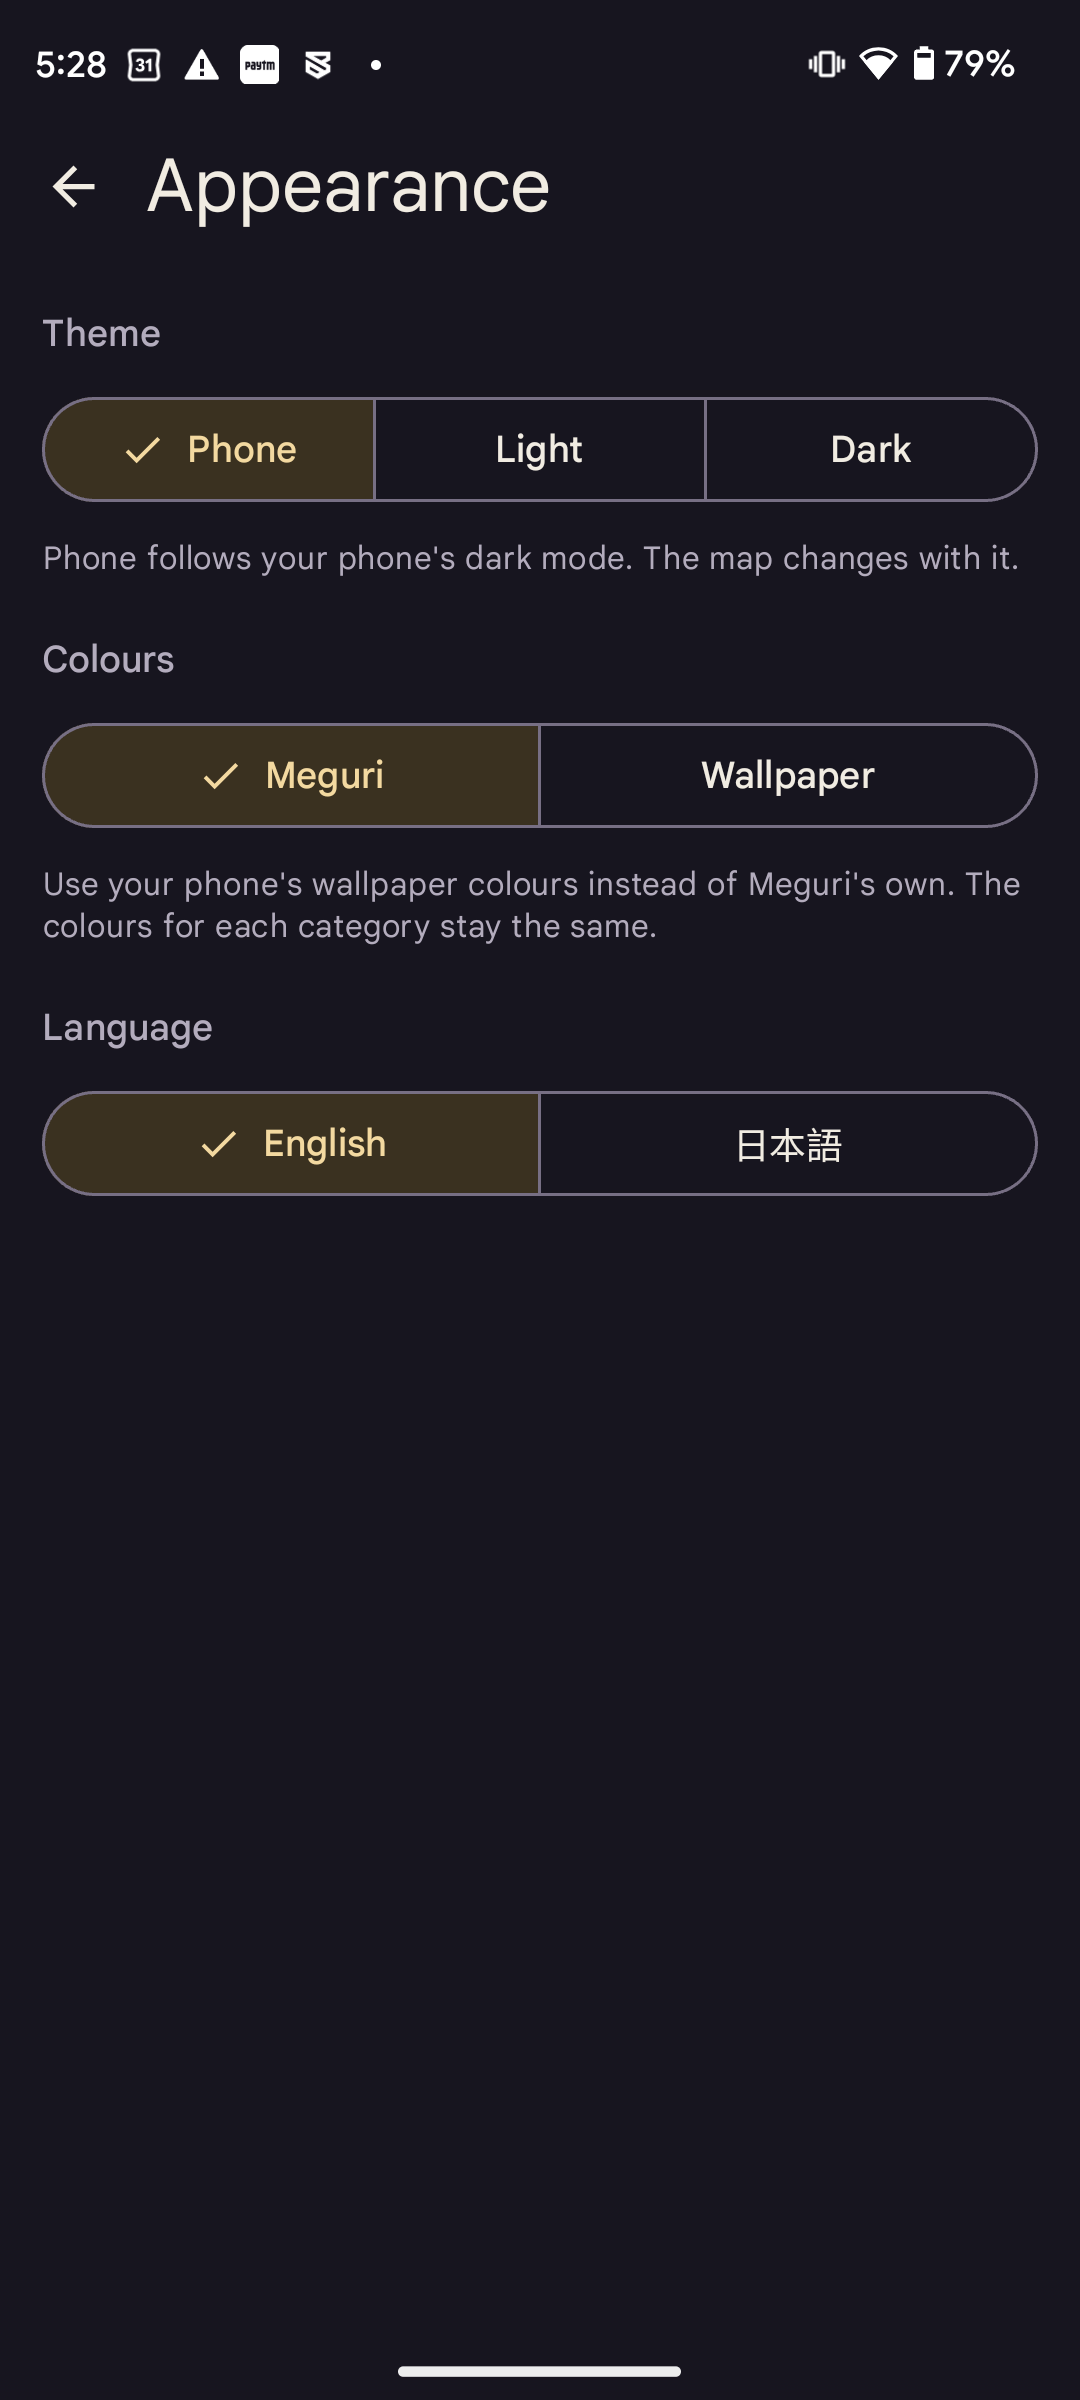 5:28 31 paytm 79%
Appearance
Theme
Phone Light Dark
Phone follows your phone's dark mode. The map changes with it.
Colours
Meguri Wallpaper
Use your phone's wallpaper colours instead of Meguri's own. The
colours for each category stay the same.
Language
English 日本語